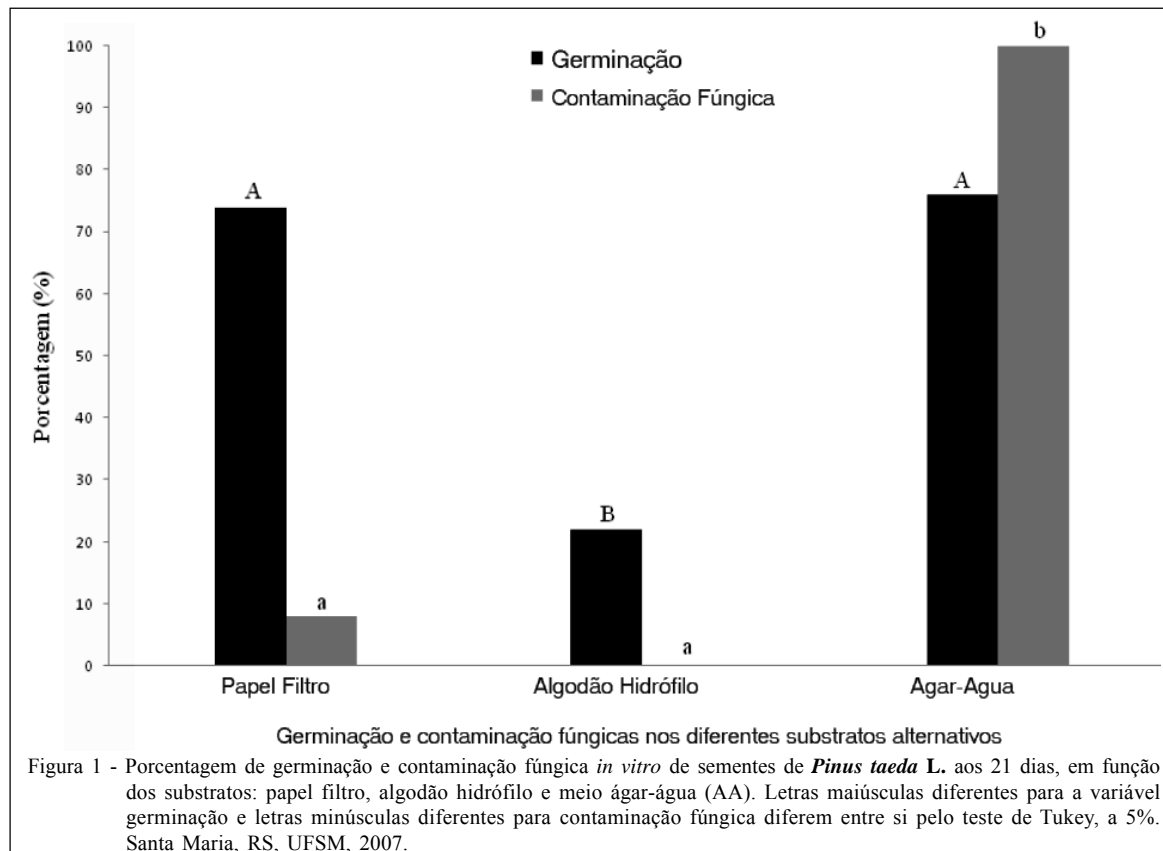 100
90
80
70
60
50
40
30
20
10
0
Porcentagem (%)
Germinação
Contaminação Fúngica
A
a
B
a
A
b
Papel Filtro
Algodão Hidrófilo
Agar-Agua
Germinação e contaminação fúngicas nos diferentes substratos alternativos
Figura 1 - Porcentagem de germinação e contaminação fúngica in vitro de sementes de Pinus taeda L. aos 21 dias, em função
dos substratos: papel filtro, algodão hidrófilo e meio ágar-água (AA). Letras maiúsculas diferentes para a variável
germinação e letras minúsculas diferentes para contaminação fúngica diferem entre si pelo teste de Tukey, a 5%.
Santa Maria, RS, UFSM, 2007.